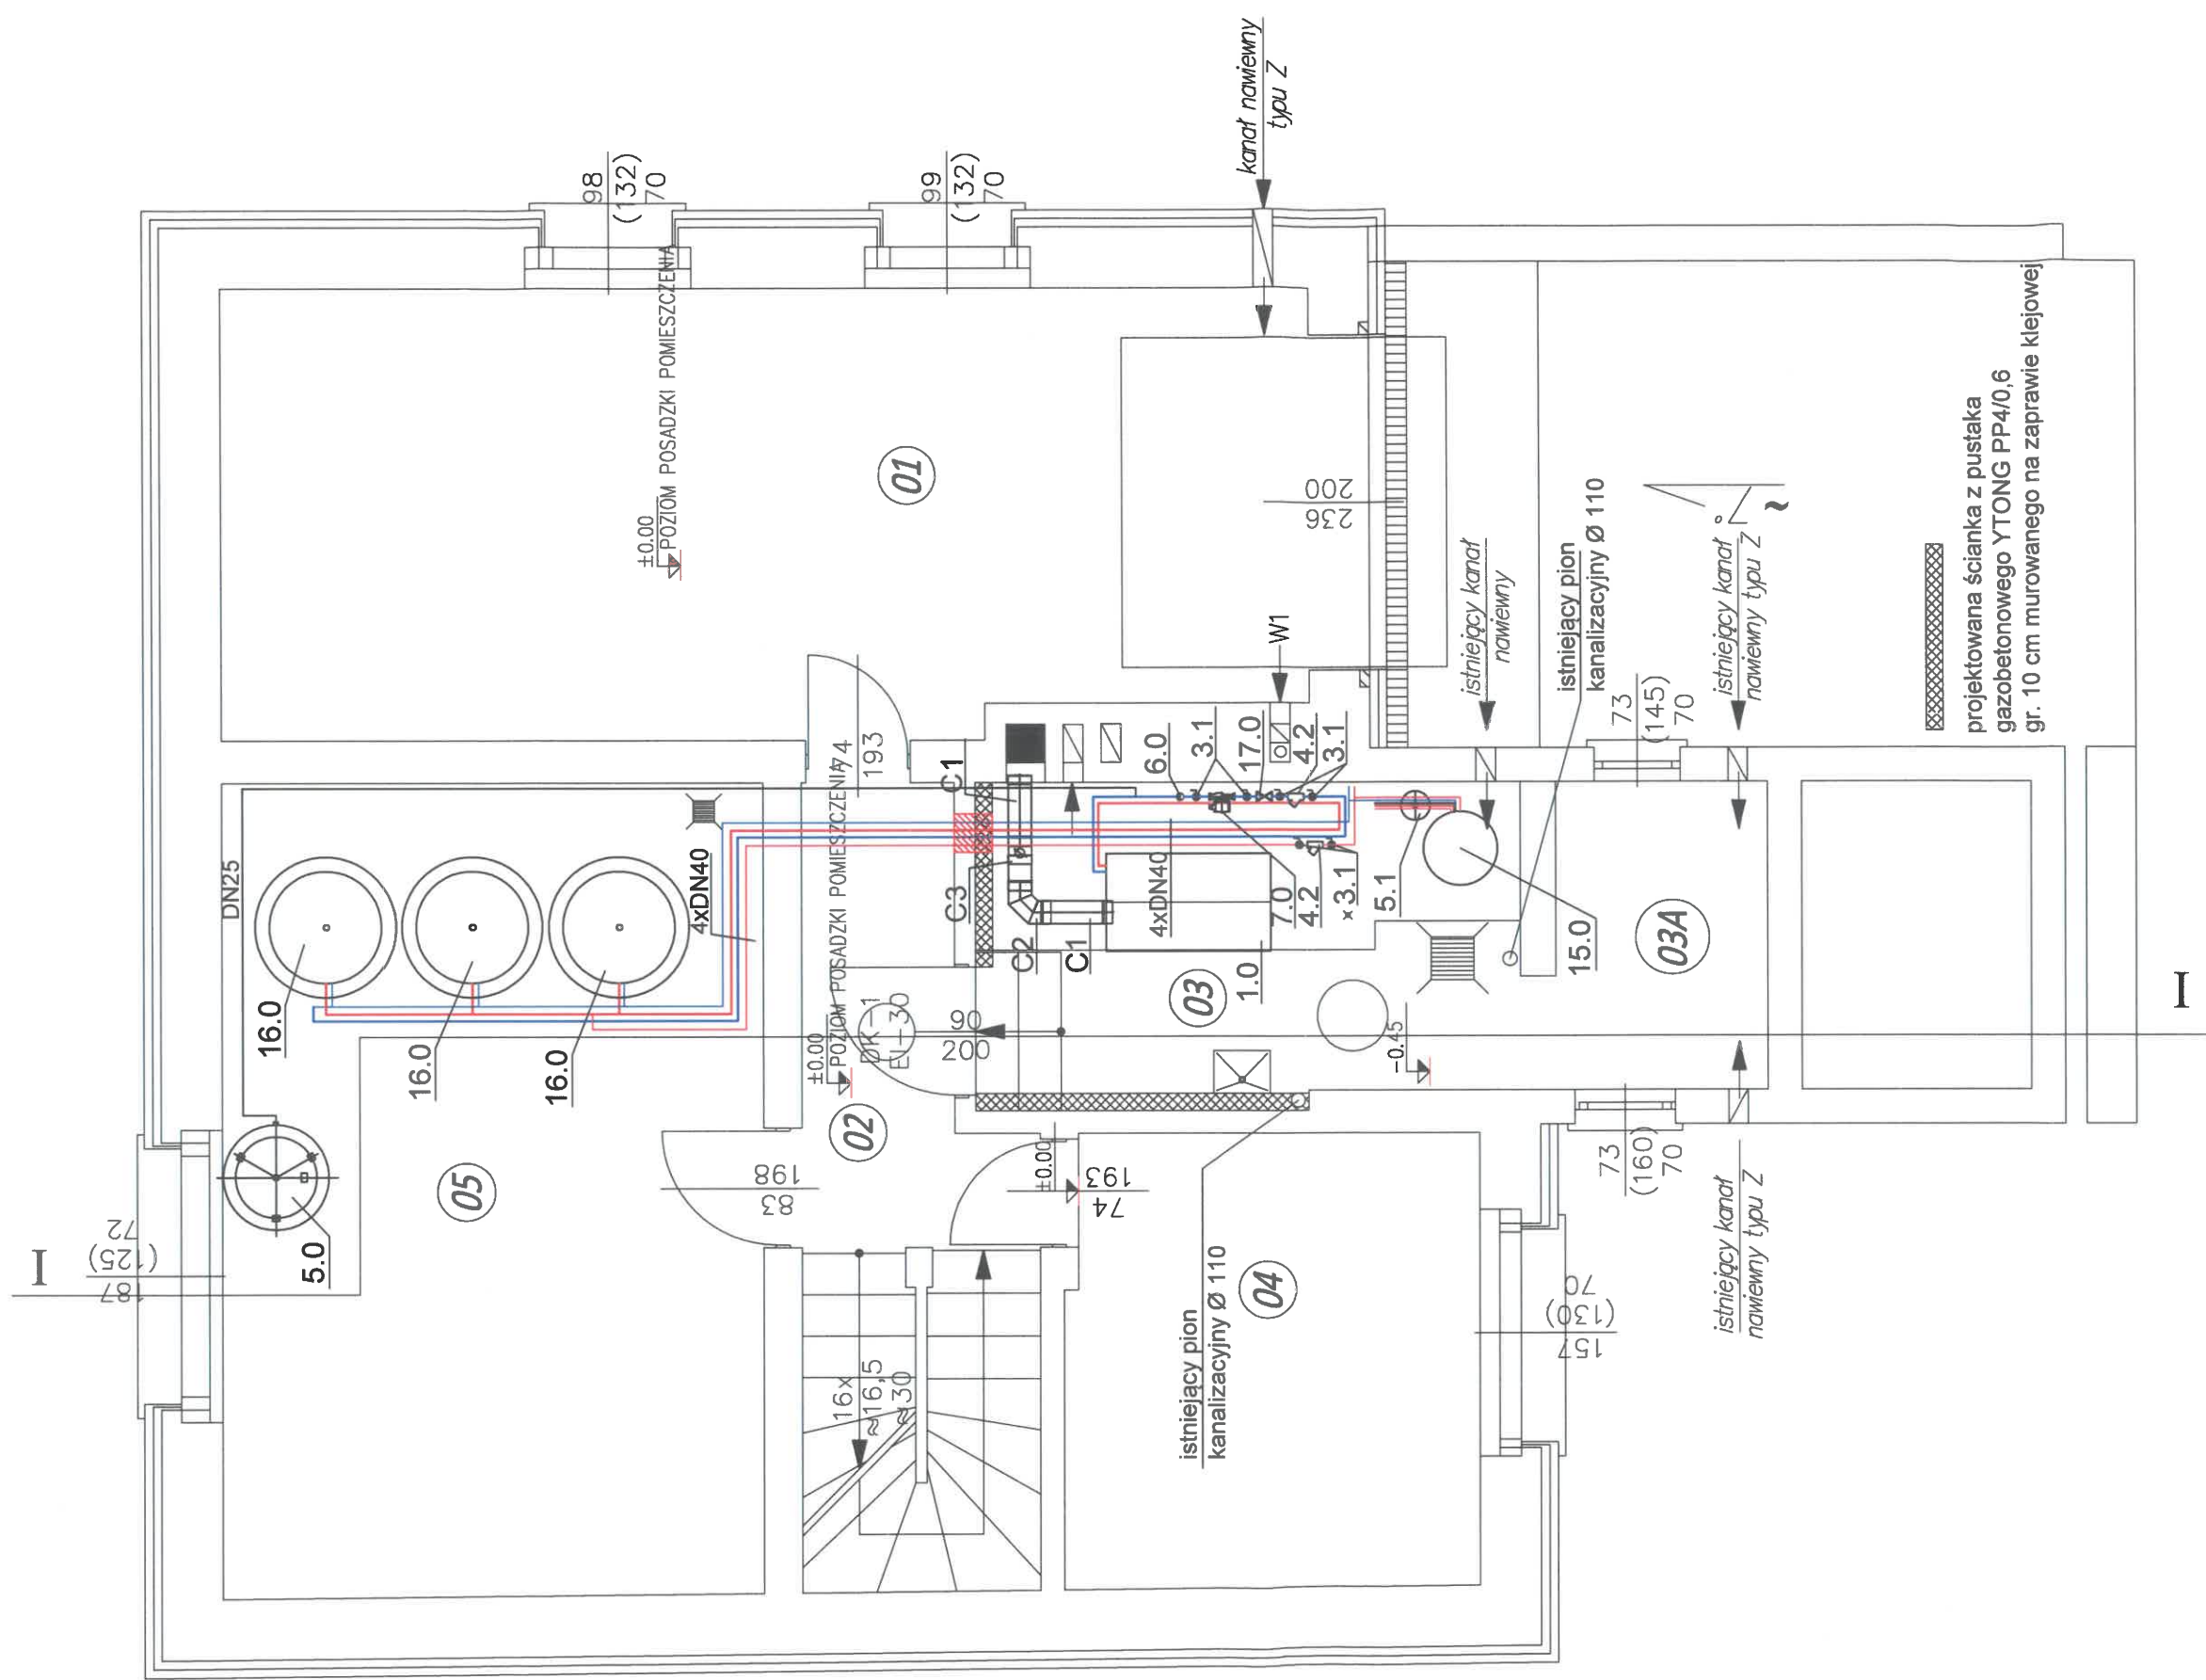 I
187
(125)
72
5.0
16.0
16.0
16.0
DN25
05
4xDN40
98
(132)
70
99
(132)
70
±0.00
POZIOM POSADZKI POMIESZCZENIA
01
kanał nawiewny
typu Z
200
236
W1
74
193
±0.00
POZIOM POSADZKI POMIESZCZENIA
DK-1
EI-30
90
200
02
83
198
74
193
±0.00
16x
≈16,5
≈30
C1
C3
C2
C1
4xDN40
1.0
03
6.0
3.1
17.0
4.2
3.1
7.0
4.2
×3.1
5.1
15.0
03A
-0.45
istniejący kanał
nawiewny
istniejący pion
kanalizacyjny Ø 110
73
(145)
70
istniejący kanał
nawiewny typu Z
7°
~
projektowana ścianka z pustaka
gazobetonowego YTONG PP4/0,6
gr. 10 cm murowanego na zaprawie klejowej
istniejący pion
kanalizacyjny Ø 110
04
157
(130)
70
73
(160)
70
istniejący kanał
nawiewny typu Z
I